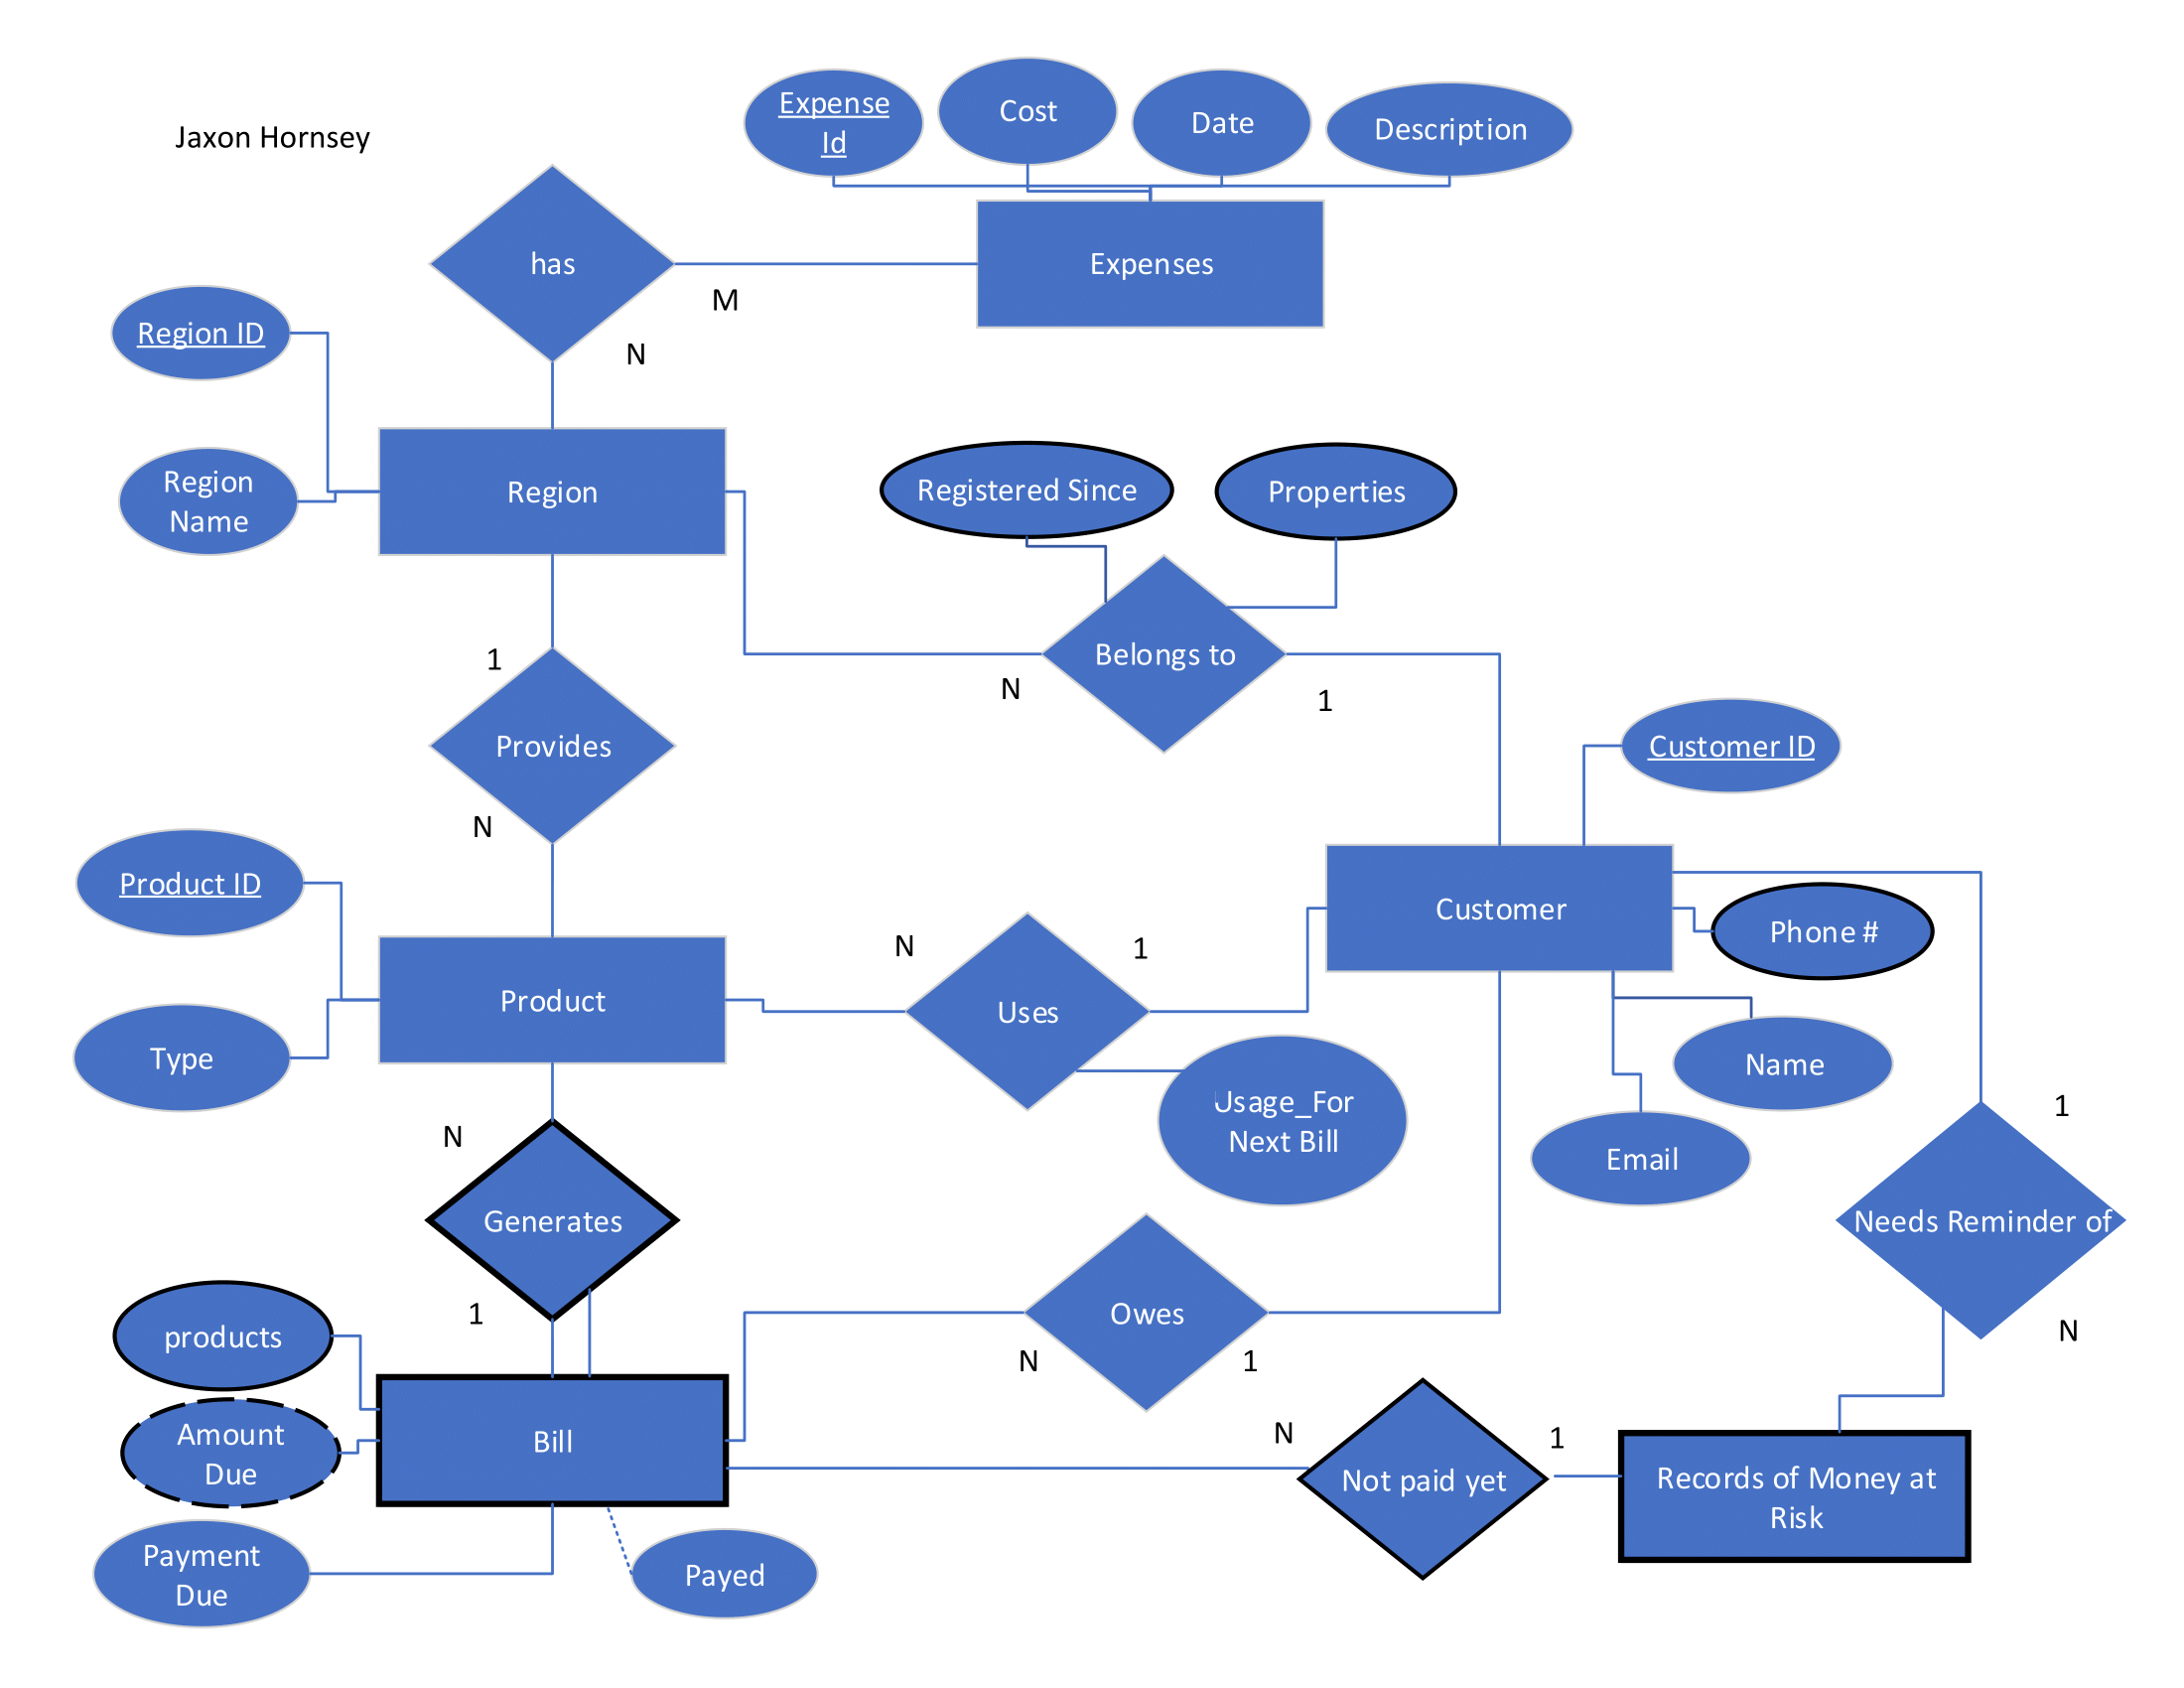 Jaxon Hornsey
Expense
Id
Cost
Date
Description
has
Expenses
M
N
Region ID
Region
Name
Region
Registered Since
Properties
Belongs to
N
1
1
Provides
N
Customer ID
Product ID
Customer
Phone #
Product
Type
N
1
Uses
Usage_For
Next Bill
Name
Email
1
Needs Reminder of
N
N
Generates
1
products
Amount
Due
Bill
Owes
N
1
N
Not paid yet
1
Records of Money at
Risk
Payment
Due
Payed